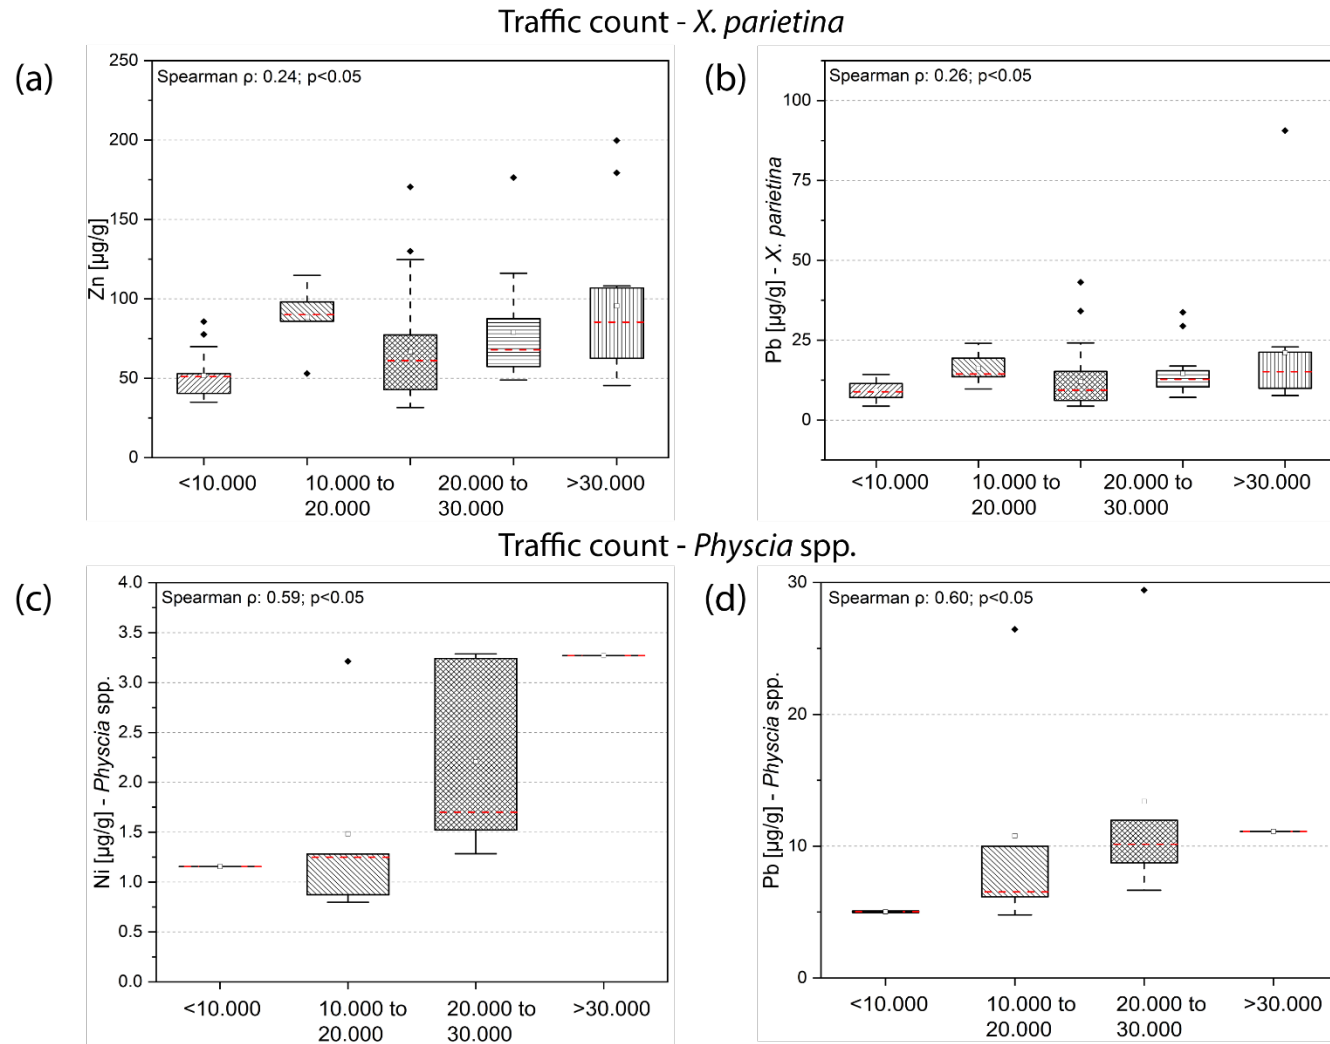 Traffic count - X. parietina
(a)
Zn [µg/g]
250
200
150
100
50
0
Spearman ρ: 0.24; p<0.05
<10.000
10.000 to
20.000
20.000 to
30.000
>30.000
(b)
Pb [µg/g] - X. parietina
100
75
50
25
0
Spearman ρ: 0.26; p<0.05
<10.000
10.000 to
20.000
20.000 to
30.000
>30.000
Traffic count - Physcia spp.
(c)
Ni [µg/g] - Physcia spp.
4.0
3.5
3.0
2.5
2.0
1.5
1.0
0.5
0.0
Spearman ρ: 0.59; p<0.05
<10.000
10.000 to
20.000
20.000 to
30.000
>30.000
(d)
Pb [µg/g] - Physcia spp.
30
20
10
0
Spearman ρ: 0.60; p<0.05
<10.000
10.000 to
20.000
20.000 to
30.000
>30.000